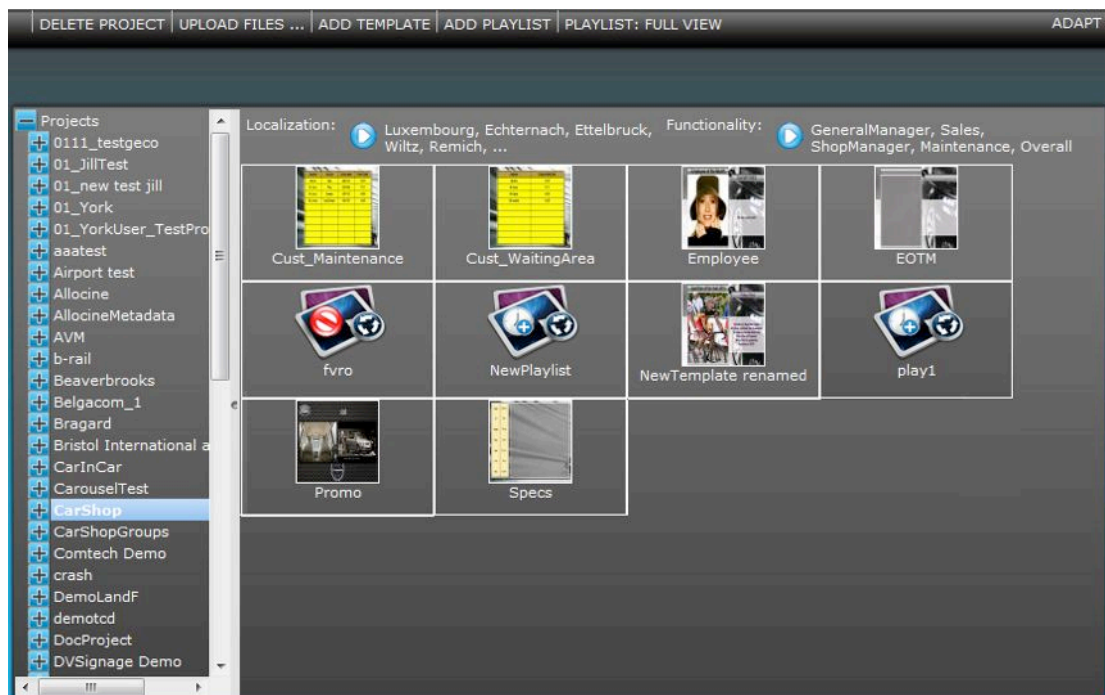 DELETE PROJECT
UPLOAD FILES ...
ADD TEMPLATE
ADD PLAYLIST
PLAYLIST: FULL VIEW
ADAPT
Projects
0111_testgeco
01_JillTest
01_new test jill
01_York
01_YorkUser_TestPro
aaatest
Airport test
Allocine
AllocineMetadata
AVM
b-rail
Beaverbrooks
Belgacom_1
Bragard
Bristol International a
CarInCar
CarouselTest
CarShop
CarShopGroups
Comtech Demo
crash
DemoLandF
demotcd
DocProject
DVSignage Demo
Localization:
Luxembourg, Echternach, Ettelbruck,
Wiltz, Remich, ...
Functionality:
GeneralManager, Sales,
ShopManager, Maintenance, Overall
Cust_Maintenance
Cust_WaitingArea
Employee
EOTM
fvro
NewPlaylist
NewTemplate renamed
play1
Promo
Specs